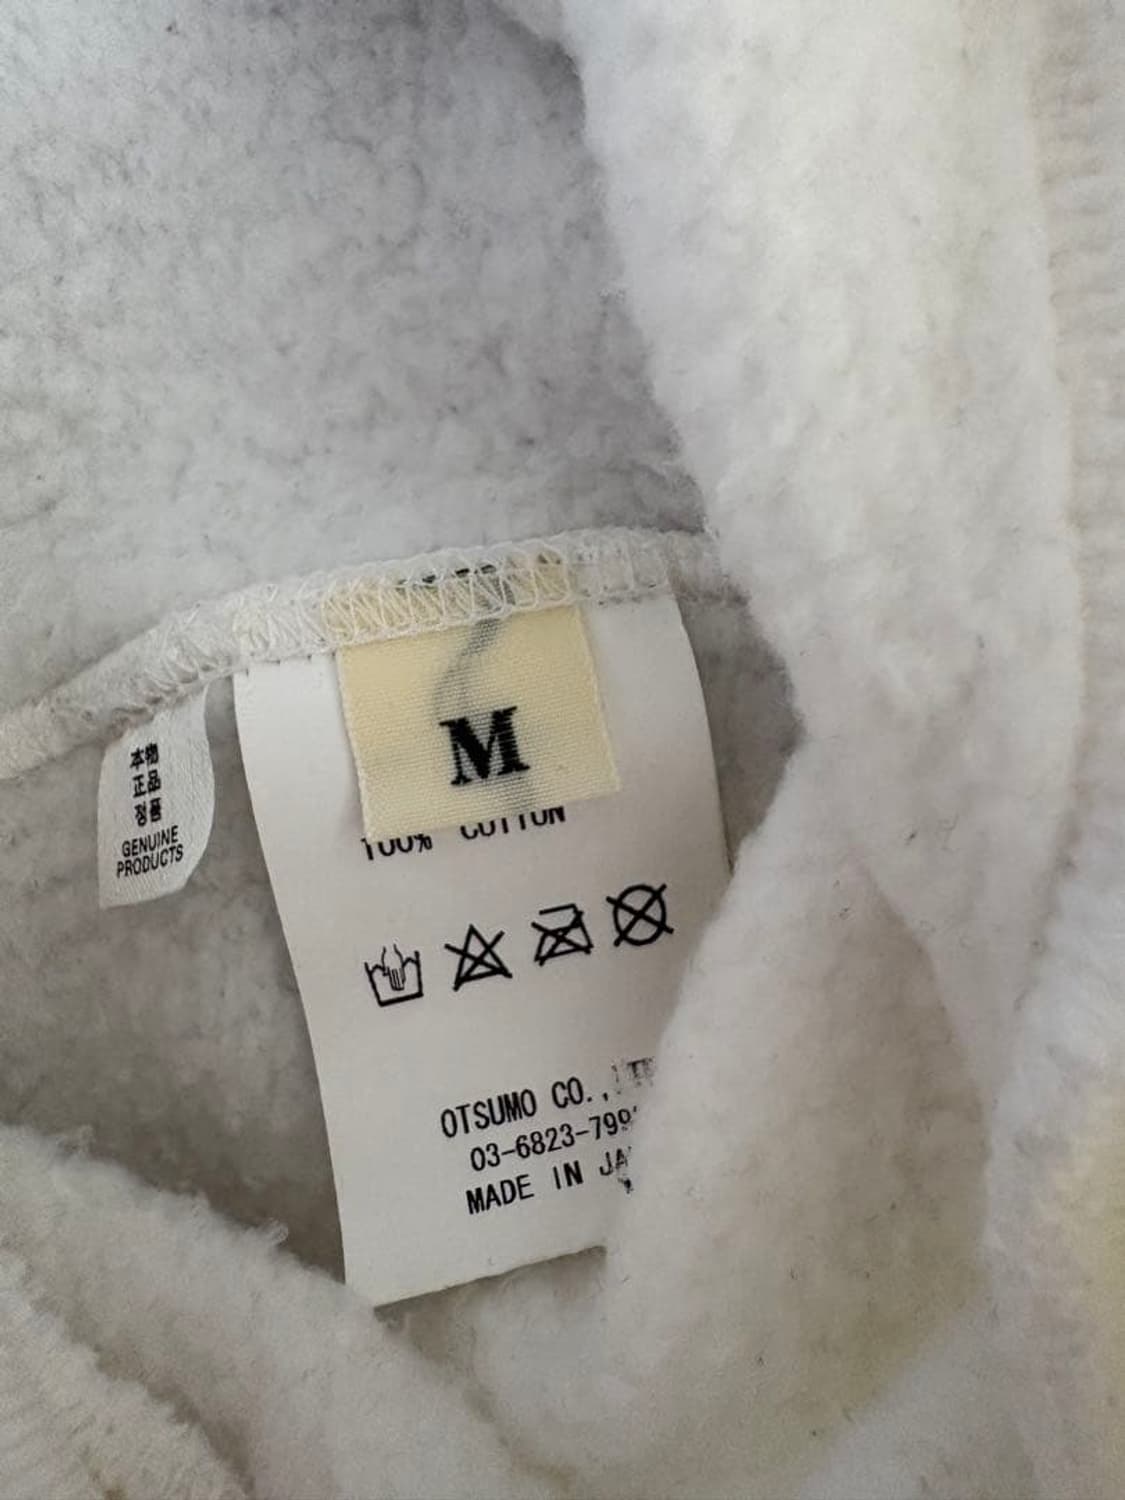 本物
正品
정품
GENUINE
PRODUCTS
M
100% COTTON
OTSUMO CO.,
03-6823-799
MADE IN JA